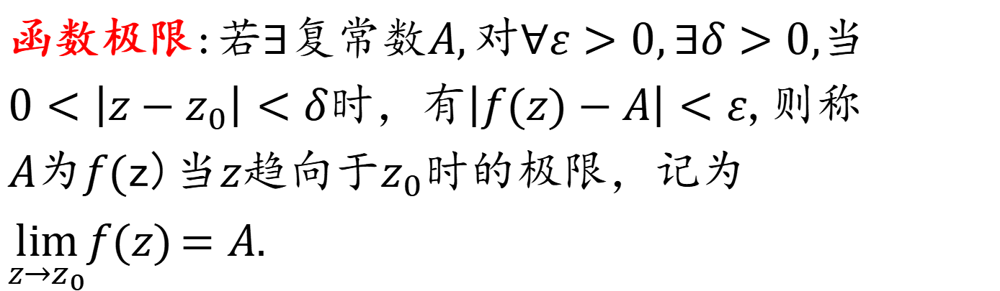 函数极限:若∃复常数A,对∀ε > 0,∃δ > 0,当
0 < |z − z₀| < δ时，有|f(z) − A| < ε, 则称
A为f(z)当z趋向于z₀时的极限，记为
lim f(z) = A.
z→z₀